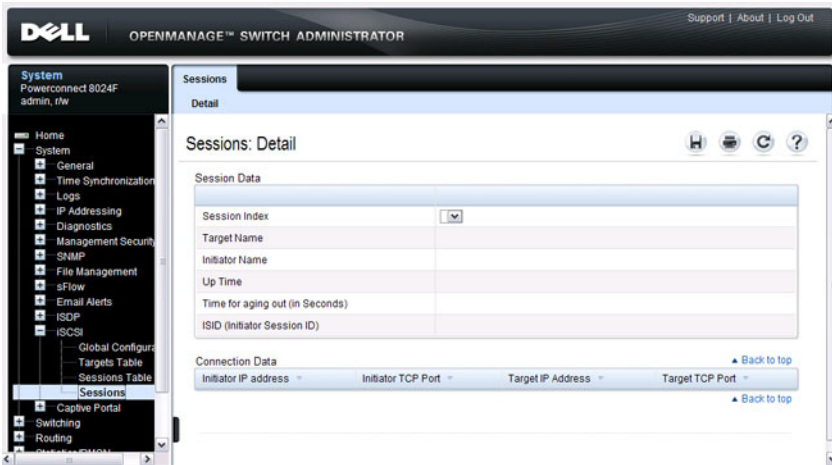 Support | About | Log Out
DELL OPENMANAGE™ SWITCH ADMINISTRATOR
System
Powerconnect 8024F
admin, r/w
Home
System
General
Time Synchronization
Logs
IP Addressing
Diagnostics
Management Security
SNMP
File Management
sFlow
Email Alerts
ISDP
iSCSI
Global Configura
Targets Table
Sessions Table
Sessions
Captive Portal
Switching
Routing
Sessions
Detail
Sessions: Detail
Session Data
Session Index
Target Name
Initiator Name
Up Time
Time for aging out (in Seconds)
ISID (Initiator Session ID)
Connection Data
Back to top
Initiator IP address Initiator TCP Port Target IP Address Target TCP Port
Back to top